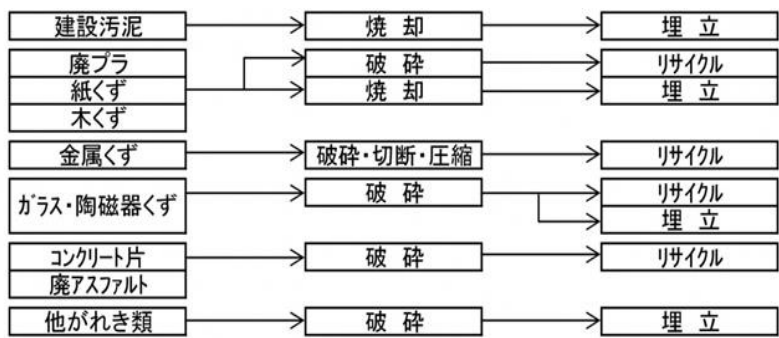 建設汚泥 焼却 埋立
廃プラ 破砕 ﾘｻｲｸﾙ
紙くず 焼却 埋立
木くず
金属くず 破砕・切断・圧縮 ﾘｻｲｸﾙ
ｶﾞﾗｽ・陶磁器くず 破砕 ﾘｻｲｸﾙ
埋立
ｺﾝｸﾘｰﾄ片 破砕 ﾘｻｲｸﾙ
廃ｱｽﾌｧﾙﾄ
他がれき類 破砕 埋立